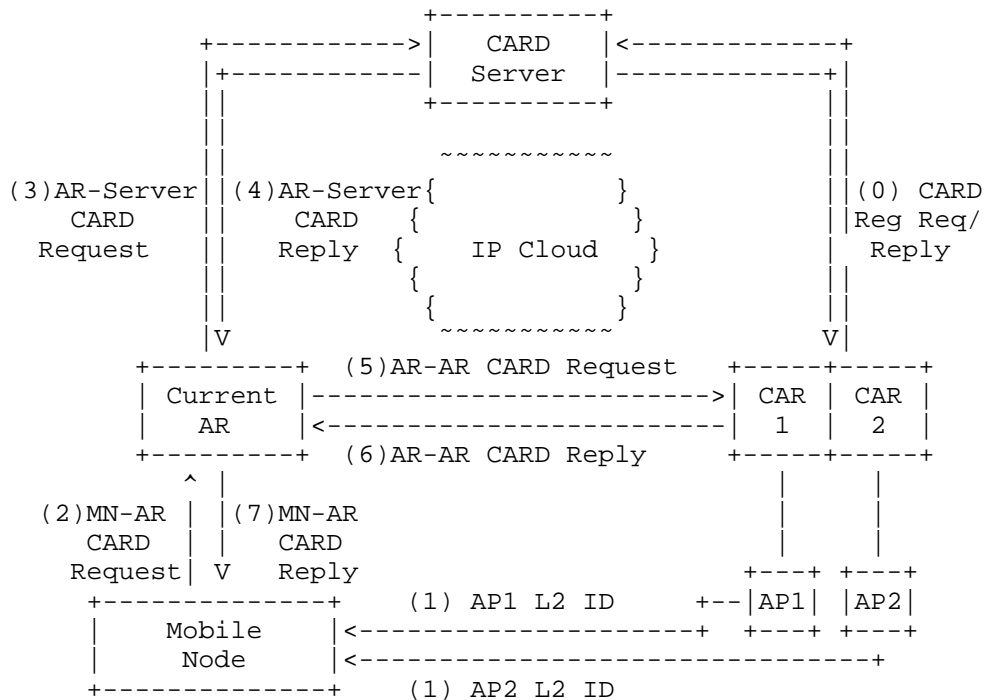 CARD
Server
(3)AR-Server (4)AR-Server (0) CARD
CARD CARD Reg Req/
Request Reply IP Cloud Reply
V V
(5)AR-AR CARD Request
Current CAR CAR
AR 1 2
(6)AR-AR CARD Reply
(2)MN-AR (7)MN-AR
CARD CARD
Request V Reply
(1) AP1 L2 ID AP1 AP2
Mobile
Node
(1) AP2 L2 ID